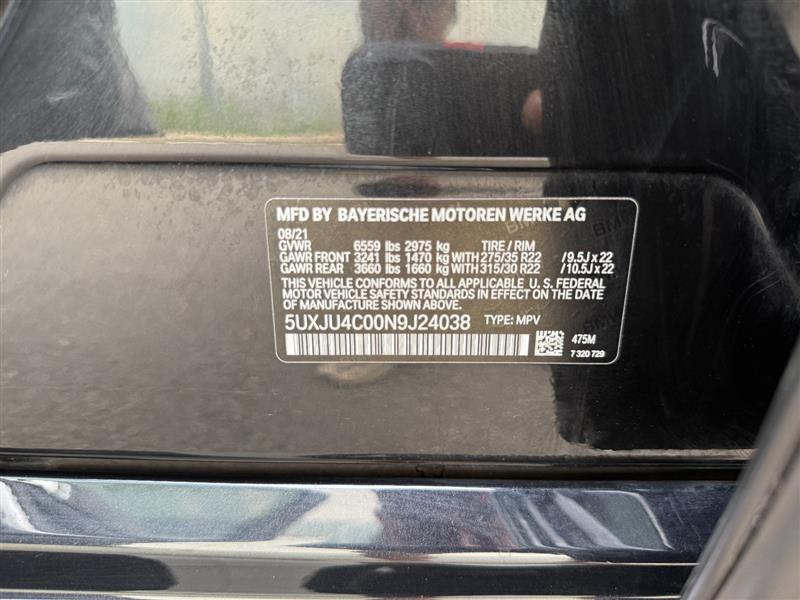 MFD BY BAYERISCHE MOTOREN WERKE AG
08/21
GVWR 6559 lbs 2975 kg TIRE / RIM
GAWR FRONT 3241 lbs 1470 kg WITH 275/35 R22 /9.5J x 22
GAWR REAR 3660 lbs 1660 kg WITH 315/30 R22 /10.5J x 22
THIS VEHICLE CONFORMS TO ALL APPLICABLE U. S. FEDERAL
MOTOR VEHICLE SAFETY STANDARDS IN EFFECT ON THE DATE
OF MANUFACTURE SHOWN ABOVE.
5UXJU4C00N9J24038 TYPE: MPV
475M
7 320 729